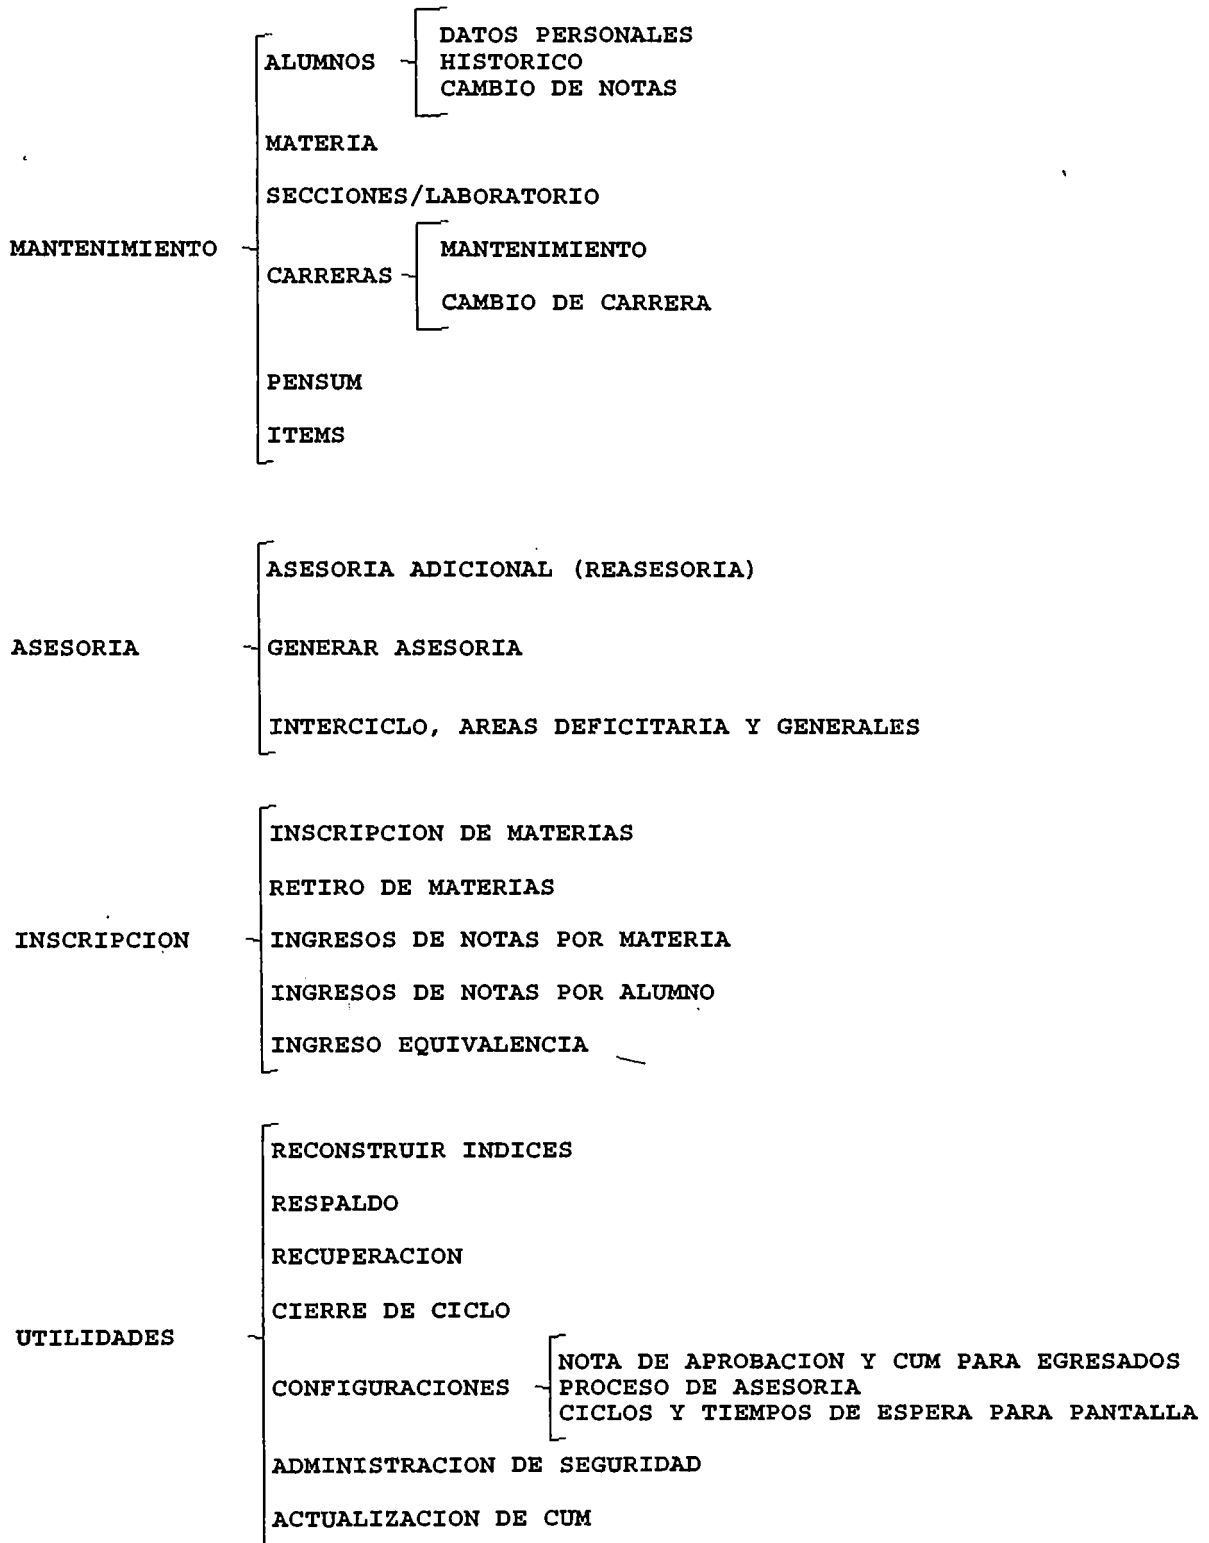 DATOS PERSONALES
ALUMNOS
HISTORICO
CAMBIO DE NOTAS
MATERIA
SECCIONES/LABORATORIO
MANTENIMIENTO
MANTENIMIENTO
CARRERAS
CAMBIO DE CARRERA
PENSUM
ITEMS
ASESORIA ADICIONAL (REASESORIA)
ASESORIA
GENERAR ASESORIA
INTERCICLO, AREAS DEFICITARIA Y GENERALES
INSCRIPCION DE MATERIAS
RETIRO DE MATERIAS
INSCRIPCION
INGRESOS DE NOTAS POR MATERIA
INGRESOS DE NOTAS POR ALUMNO
INGRESO EQUIVALENCIA
RECONSTRUIR INDICES
RESPALDO
RECUPERACION
CIERRE DE CICLO
UTILIDADES
NOTA DE APROBACION Y CUM PARA EGRESADOS
CONFIGURACIONES
PROCESO DE ASESORIA
CICLOS Y TIEMPOS DE ESPERA PARA PANTALLA
ADMINISTRACION DE SEGURIDAD
ACTUALIZACION DE CUM